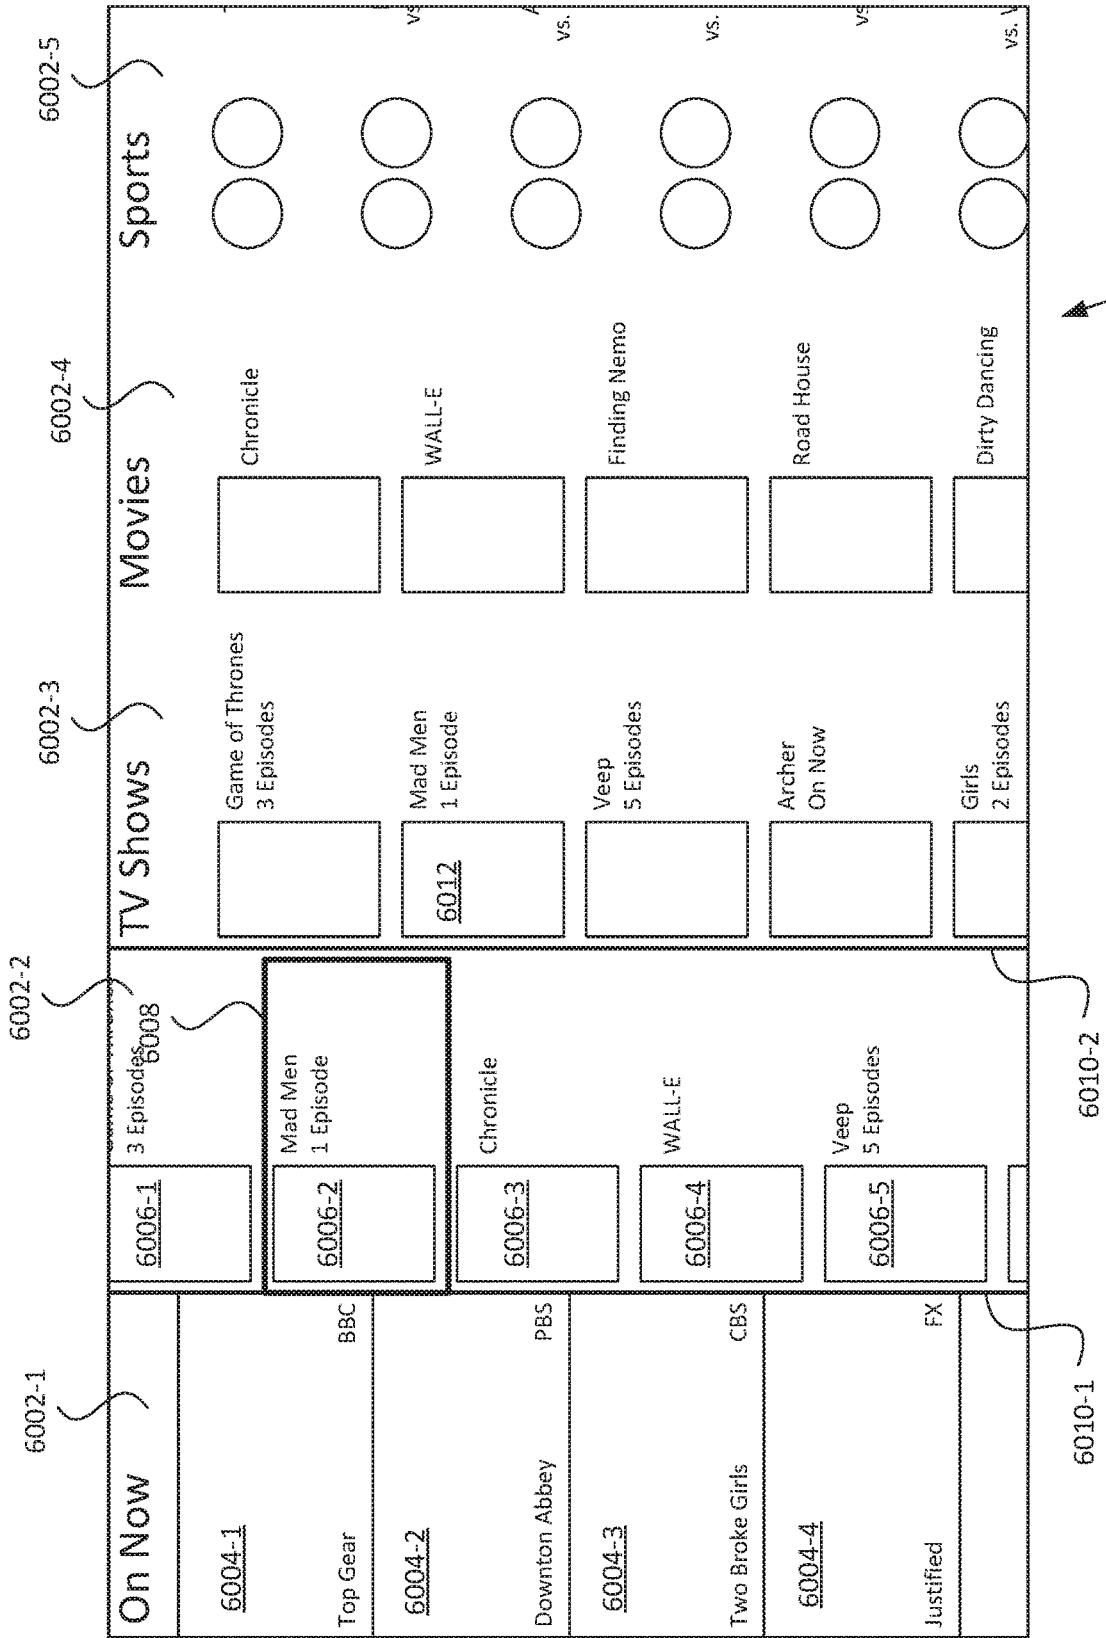 6002-1
6002-2
6002-3
6002-4
6002-5
On Now
6004-1
Top Gear
BBC
6004-2
Downton Abbey
PBS
6004-3
Two Broke Girls
CBS
6004-4
Justified
FX
3 Episodes
6006-1
6008
Mad Men
1 Episode
6006-2
Chronicle
6006-3
WALL-E
6006-4
Veep
5 Episodes
6006-5
TV Shows
Game of Thrones
3 Episodes
Mad Men
1 Episode
6012
Veep
5 Episodes
Archer
On Now
Girls
2 Episodes
Movies
Chronicle
WALL-E
Finding Nemo
Road House
Dirty Dancing
Sports
vs.
vs.
vs.
vs.
vs.
6010-1
6010-2